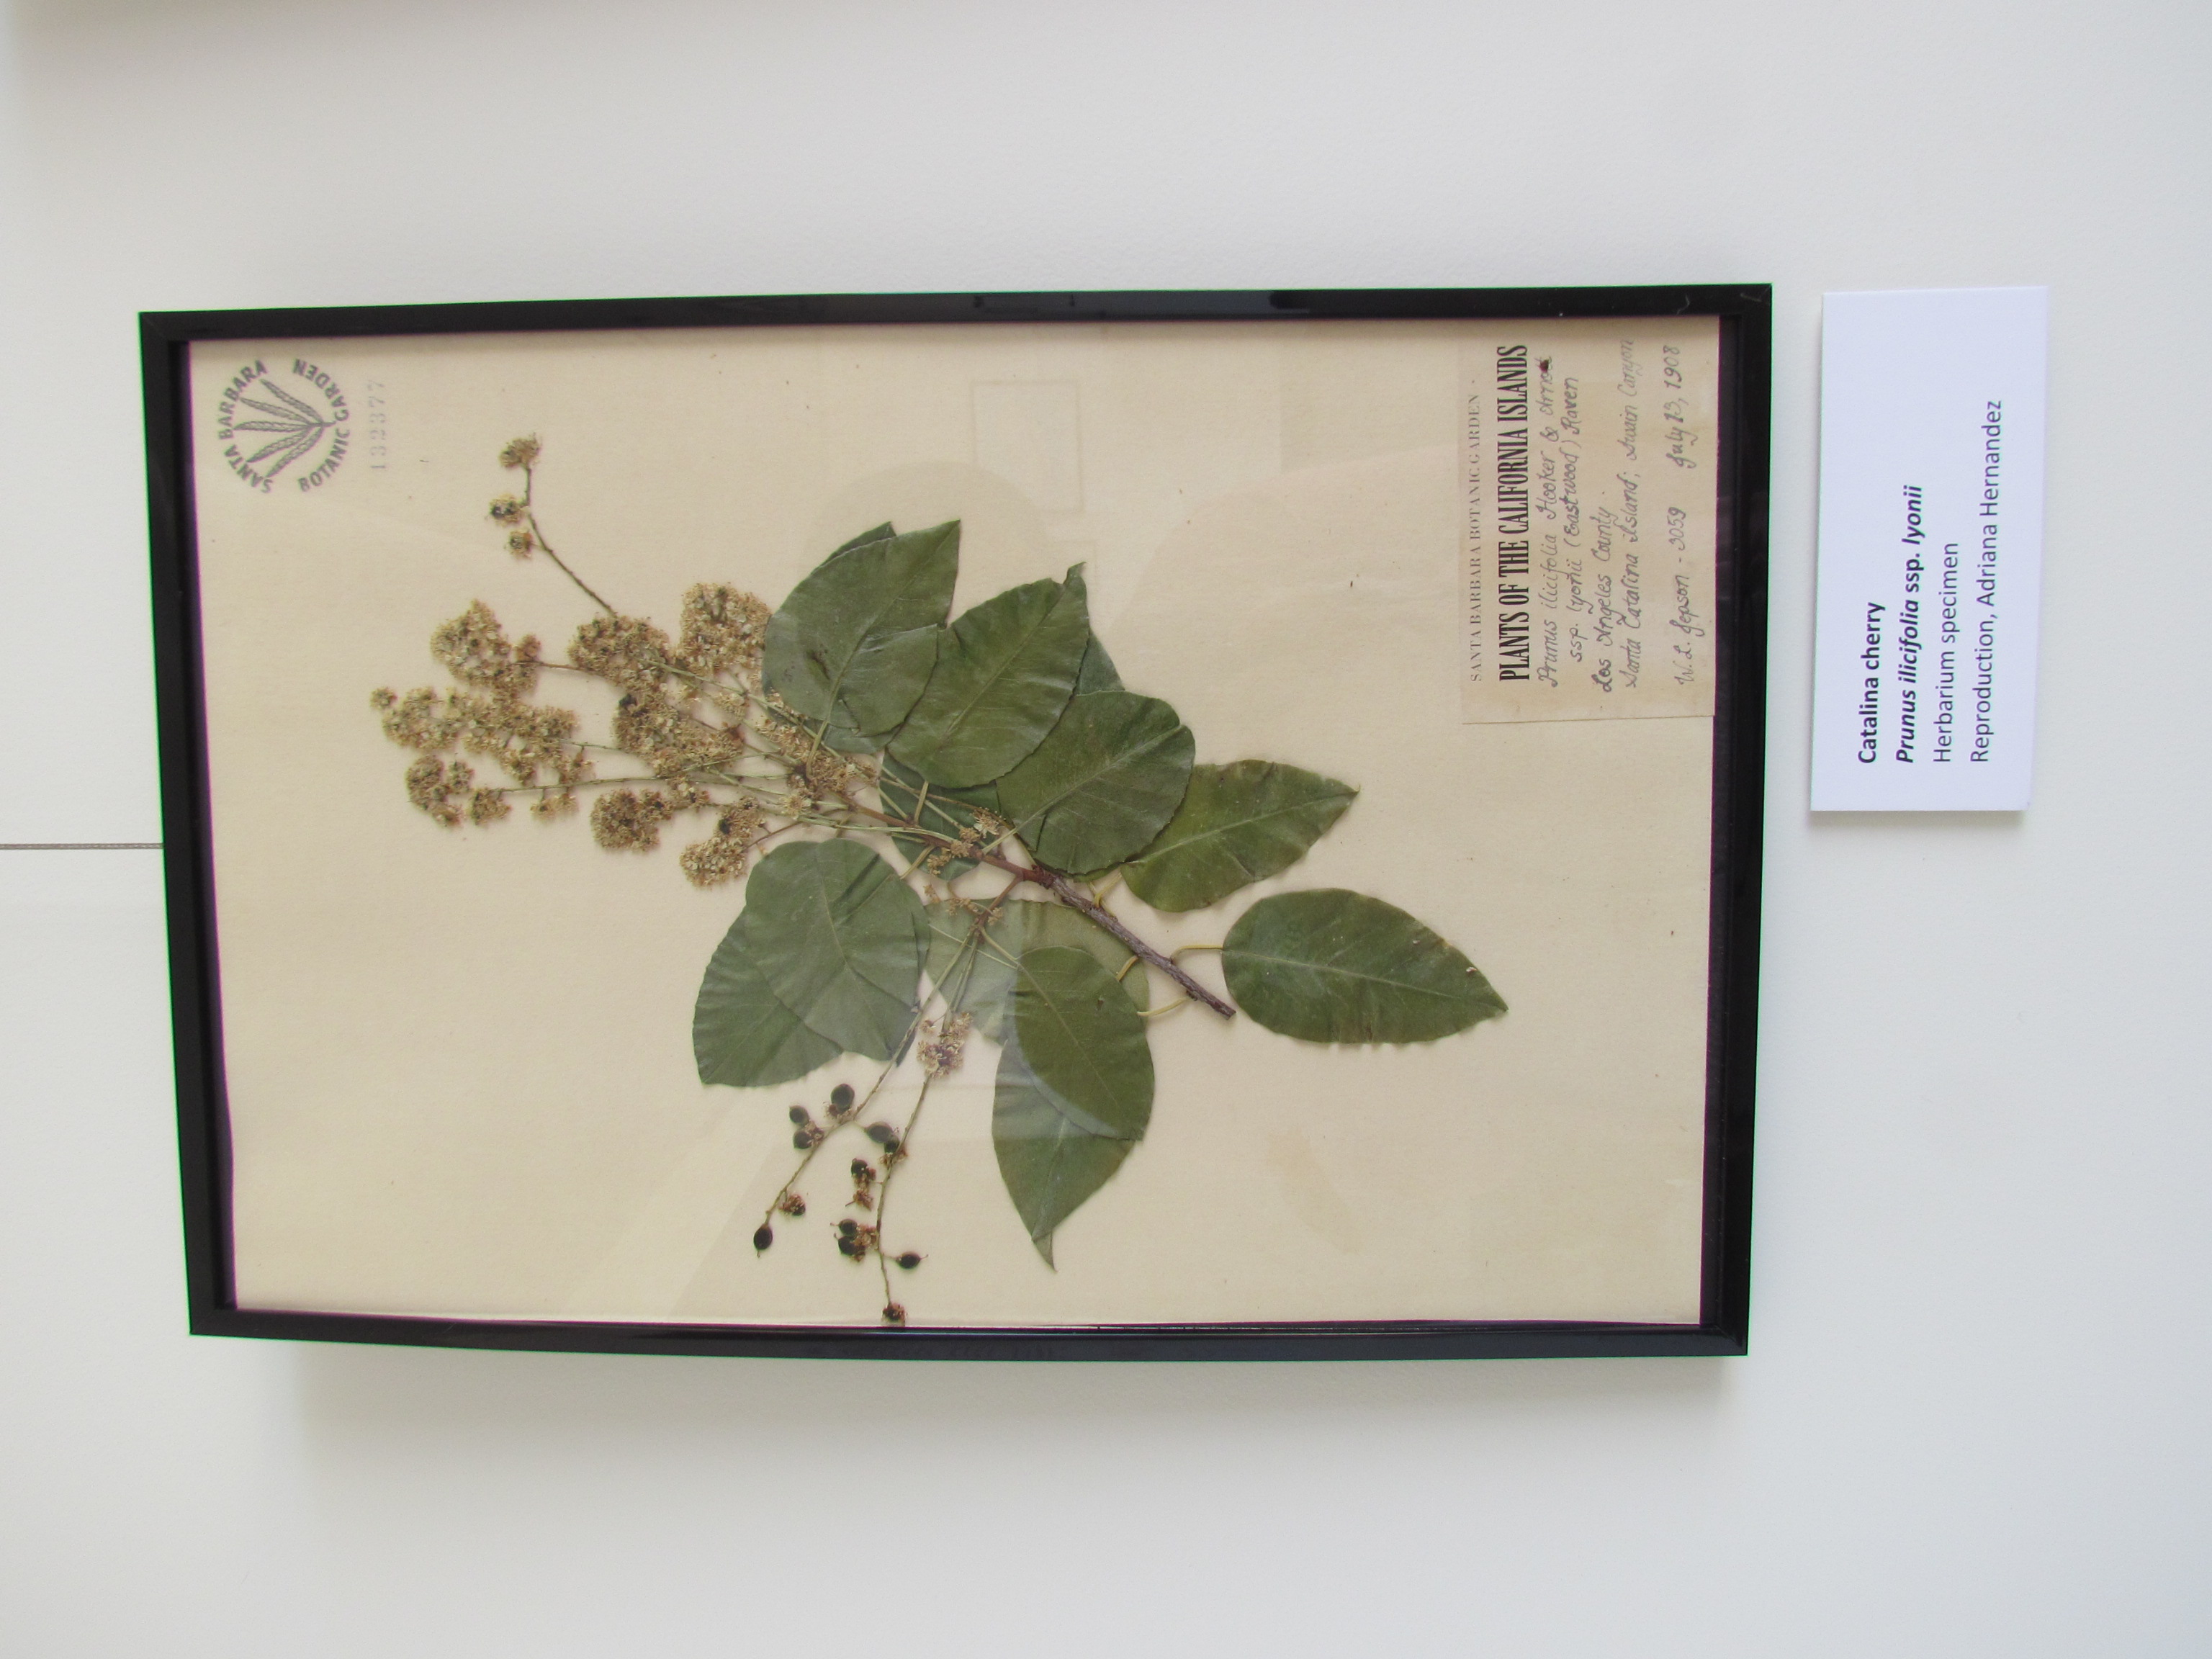 SANTA BARBARA
BOTANIC GARDEN
132377
SANTA BARBARA BOTANIC GARDEN
PLANTS OF THE CALIFORNIA ISLANDS
Prunus ilicifolia Hooker & Arnott
ssp. lyonii (Eastwood) Raven
Los Angeles County
Santa Catalina Island; Swain Canyon
W. L. Jepson - 3059 July 13, 1908
Catalina cherry
Prunus ilicifolia ssp. lyonii
Herbarium specimen
Reproduction, Adriana Hernandez